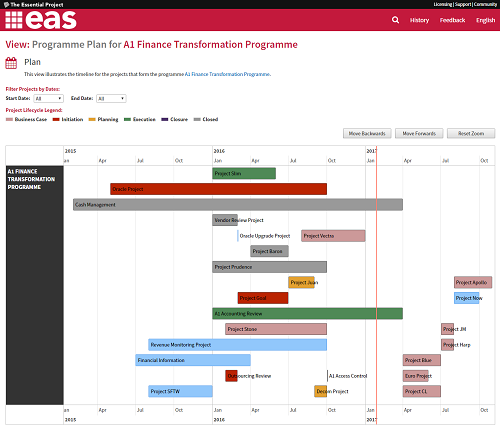 The Essential Project
Licensing | Support | Community
eas
History Feedback English
View: Programme Plan for A1 Finance Transformation Programme
Plan
This view illustrates the timeline for the projects that form the programme A1 Finance Transformation Programme.
Filter Projects by Dates:
Start Date: All End Date: All
Project Lifecycle Legend:
Business Case Initiation Planning Execution Closure Closed
Move Backwards Move Forwards Reset Zoom
2015 2016 2017
an Apr Jul Oct Jan Apr Jul Oct Jan Apr Jul Oct
A1 FINANCE
TRANSFORMATION
PROGRAMME
Project Slim
Oracle Project
Cash Management
Vendor Review Project
Oracle Upgrade Project Project Vectra
Project Baron
Project Prudence
Project Juan Project Apollo
Project Goal Project Now
A1 Accounting Review
Project Stone Project JM
Revenue Monitoring Project Project Harp
Financial Information Project Blue
Outsourcing Review A1 Access Control Euro Project
Project SFTW Decom Project Project CL
an Apr Jul Oct Jan Apr Jul Oct Jan Apr Jul Oct
2015 2016 2017